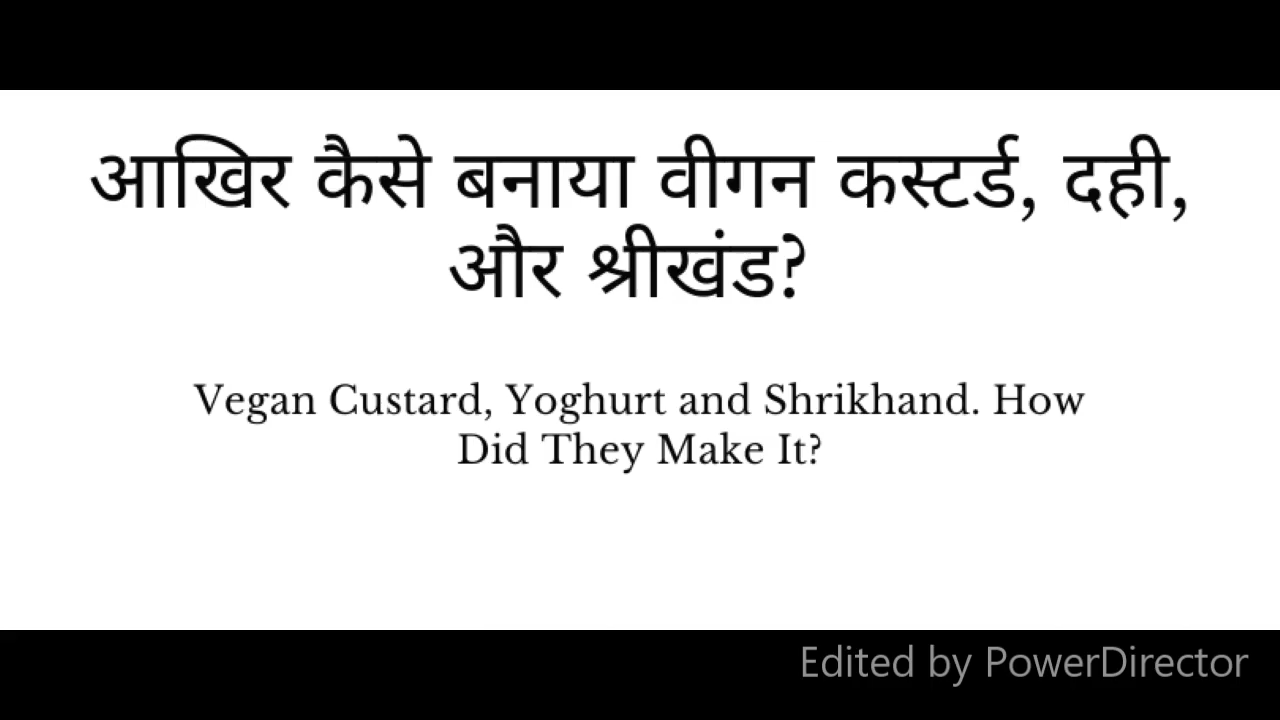 आखिर कैसे बनाया वीगन कस्टर्ड, दही,
और श्रीखंड?
Vegan Custard, Yoghurt and Shrikhand. How
Did They Make It?
Edited by PowerDirector